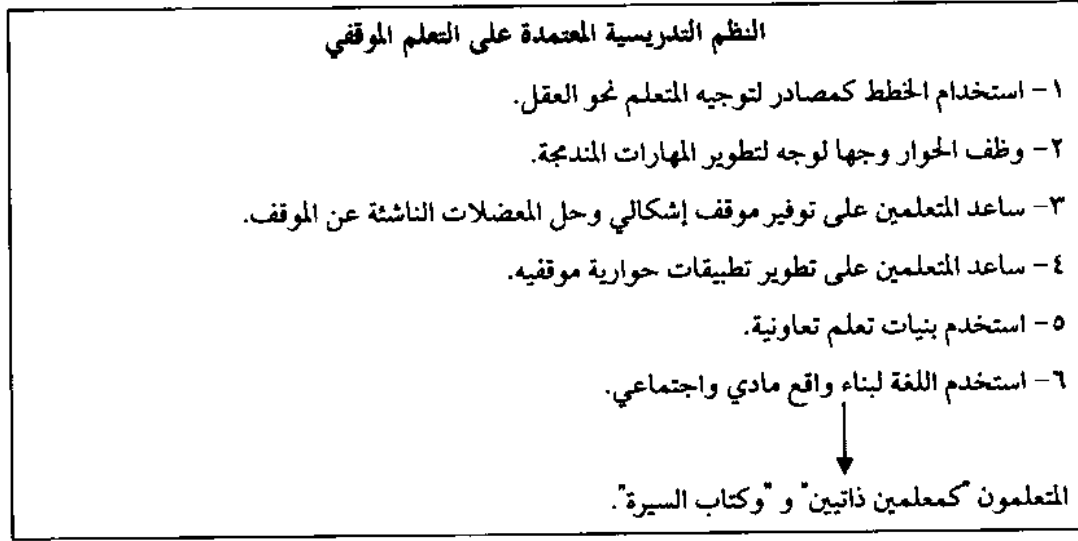 النظم التدريسية المعتمدة على التعلم الموقفي
١- استخدام الخطط كمصادر لتوجيه المتعلم نحو العقل.
٢- وظف الحوار وجها لوجه لتطوير المهارات المندمجة.
٣- ساعد المتعلمين على توفير موقف إشكالي وحل المعضلات الناشئة عن الموقف.
٤- ساعد المتعلمين على تطوير تطبيقات حوارية موقفيه.
٥- استخدم بنيات تعلم تعاونية.
٦- استخدم اللغة لبناء واقع مادي واجتماعي.
المتعلمون "كمعلمين ذاتيين" و "وكتاب السيرة".